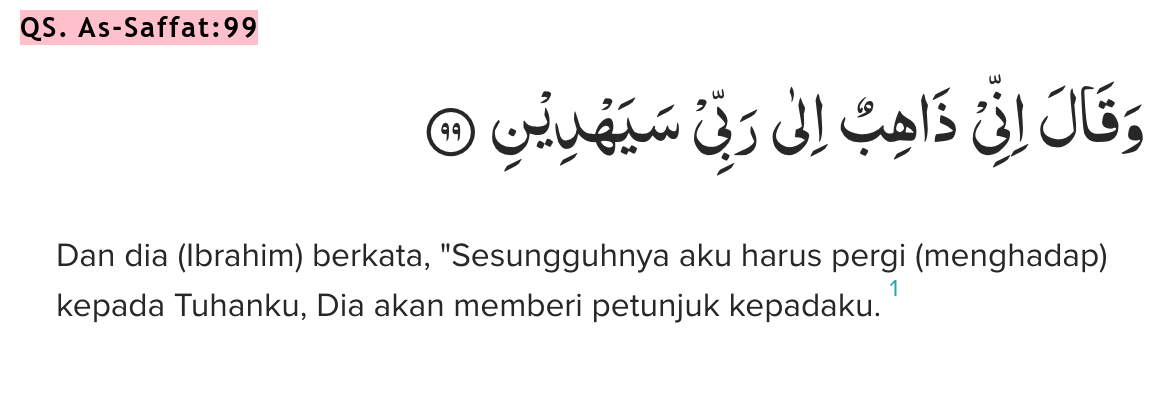 QS. As-Saffat:99
وَقَالَ اِنِّيْ ذَاهِبٌ اِلٰى رَبِّيْ سَيَهْدِيْنِ ۝٩٩
Dan dia (Ibrahim) berkata, "Sesungguhnya aku harus pergi (menghadap)
kepada Tuhanku, Dia akan memberi petunjuk kepadaku. 1